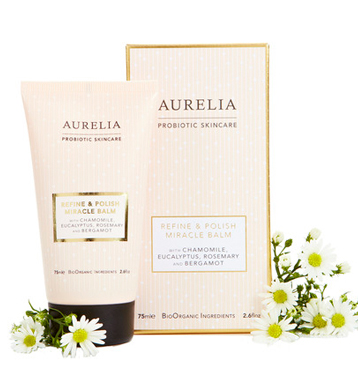 AURELIA
PROBIOTIC SKINCARE
REFINE & POLISH
MIRACLE BALM
WITH CHAMOMILE,
EUCALYPTUS, ROSEMARY
AND BERGAMOT
75ml℮ BIOORGANIC INGREDIENTS 2.6fl oz
AURELIA
PROBIOTIC SKINCARE
REFINE & POLISH
MIRACLE BALM
WITH CHAMOMILE,
EUCALYPTUS, ROSEMARY
AND BERGAMOT
75ml℮ BIOORGANIC INGREDIENTS 2.6fl